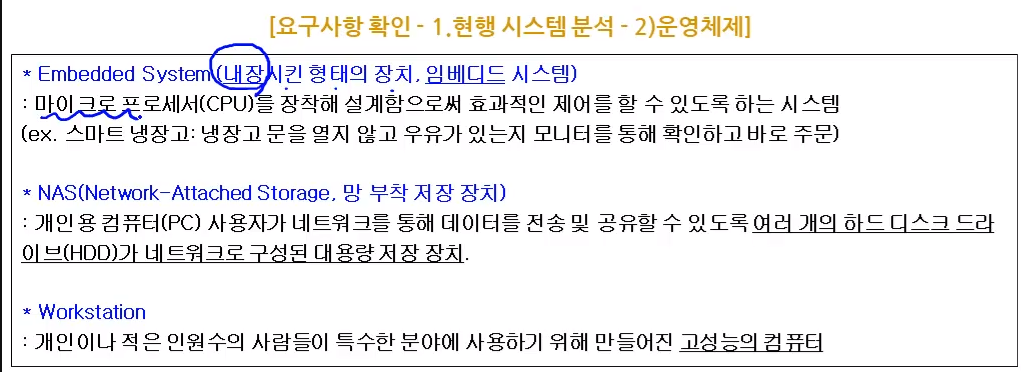 [요구사항 확인 - 1.현행 시스템 분석 - 2)운영체제]
* Embedded System (내장시킨 형태의 장치, 임베디드 시스템)
: 마이크로 프로세서(CPU)를 장착해 설계함으로써 효과적인 제어를 할 수 있도록 하는 시스템
(ex. 스마트 냉장고: 냉장고 문을 열지 않고 우유가 있는지 모니터를 통해 확인하고 바로 주문)
* NAS(Network-Attached Storage, 망 부착 저장 장치)
: 개인용 컴퓨터(PC) 사용자가 네트워크를 통해 데이터를 전송 및 공유할 수 있도록 여러 개의 하드 디스크 드라
이브(HDD)가 네트워크로 구성된 대용량 저장 장치.
* Workstation
: 개인이나 적은 인원수의 사람들이 특수한 분야에 사용하기 위해 만들어진 고성능의 컴퓨터